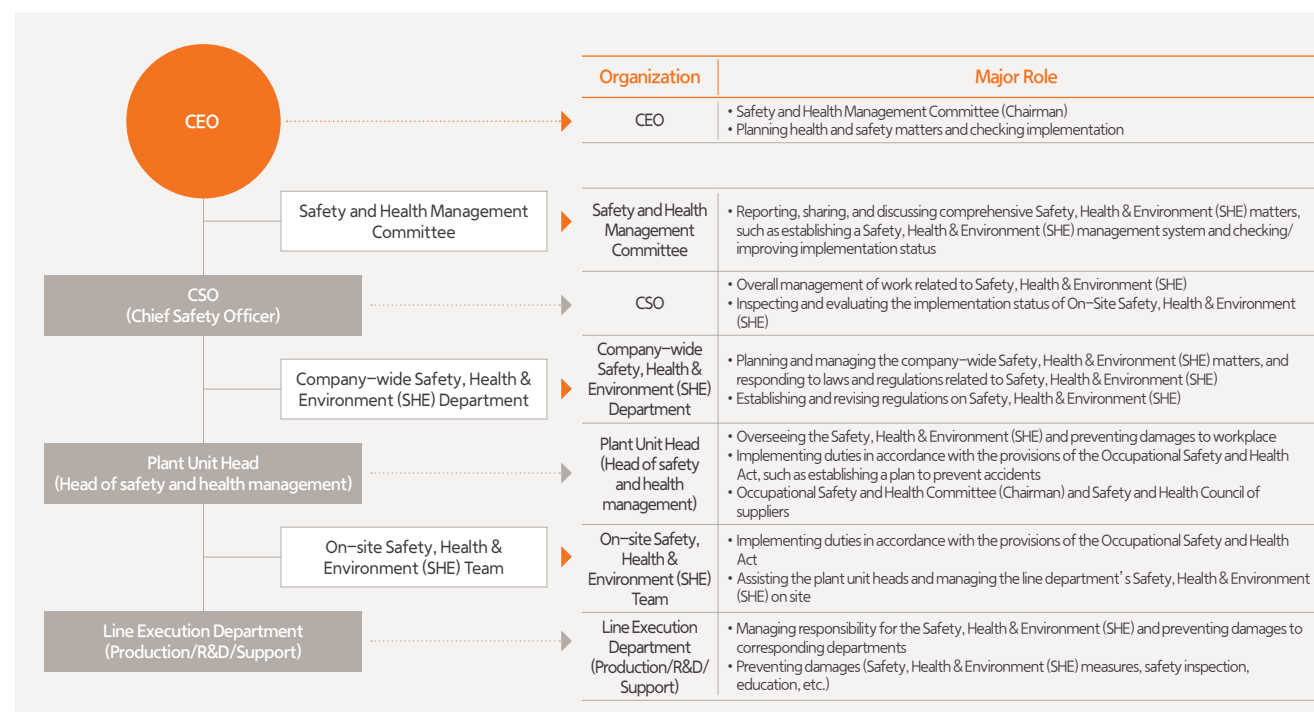 CEO
Safety and Health Management
Committee
CSO
(Chief Safety Officer)
Company-wide Safety, Health &
Environment (SHE) Department
Plant Unit Head
(Head of safety and health management)
On-site Safety, Health &
Environment (SHE) Team
Line Execution Department
(Production/R&D/Support)
Organization
Major Role
CEO
• Safety and Health Management Committee (Chairman)
• Planning health and safety matters and checking implementation
Safety and Health
Management
Committee
• Reporting, sharing, and discussing comprehensive Safety, Health & Environment (SHE) matters,
such as establishing a Safety, Health & Environment (SHE) management system and checking/
improving implementation status
CSO
• Overall management of work related to Safety, Health & Environment (SHE)
• Inspecting and evaluating the implementation status of On-Site Safety, Health & Environment
(SHE)
Company-wide
Safety, Health &
Environment (SHE)
Department
• Planning and managing the company-wide Safety, Health & Environment (SHE) matters, and
responding to laws and regulations related to Safety, Health & Environment (SHE)
• Establishing and revising regulations on Safety, Health & Environment (SHE)
Plant Unit Head
(Head of safety
and health
management)
• Overseeing the Safety, Health & Environment (SHE) and preventing damages to workplace
• Implementing duties in accordance with the provisions of the Occupational Safety and Health
Act, such as establishing a plan to prevent accidents
• Occupational Safety and Health Committee (Chairman) and Safety and Health Council of
suppliers
On-site Safety,
Health &
Environment (SHE)
Team
• Implementing duties in accordance with the provisions of the Occupational Safety and Health
Act
• Assisting the plant unit heads and managing the line department's Safety, Health & Environment
(SHE) on site
Line Execution
Department
(Production/R&D/
Support)
• Managing responsibility for the Safety, Health & Environment (SHE) and preventing damages to
corresponding departments
• Preventing damages (Safety, Health & Environment (SHE) measures, safety inspection,
education, etc.)